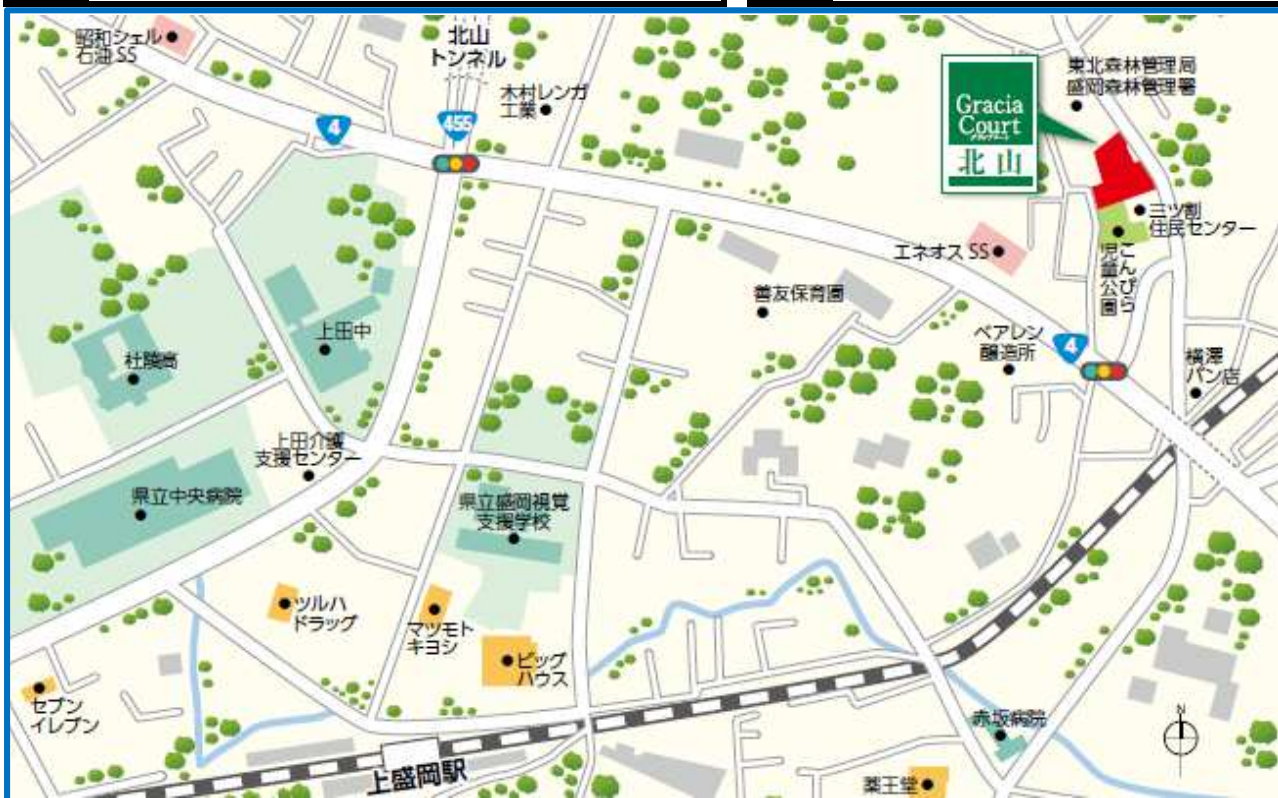 昭和シェル
石油SS
北山
トンネル
木村レンガ
工業
4
455
東北森林管理局
盛岡森林管理署
Gracia
Court
北山
三ツ割
住民センター
こんぴら
児童公園
エネオスSS
善友保育園
ベアレン
醸造所
4
横澤
パン店
上田中
杜陵高
上田介護
支援センター
県立中央病院
県立盛岡視覚
支援学校
ツルハ
ドラッグ
マツモト
キヨシ
ビッグ
ハウス
セブン
イレブン
上盛岡駅
赤坂病院
薬王堂
N